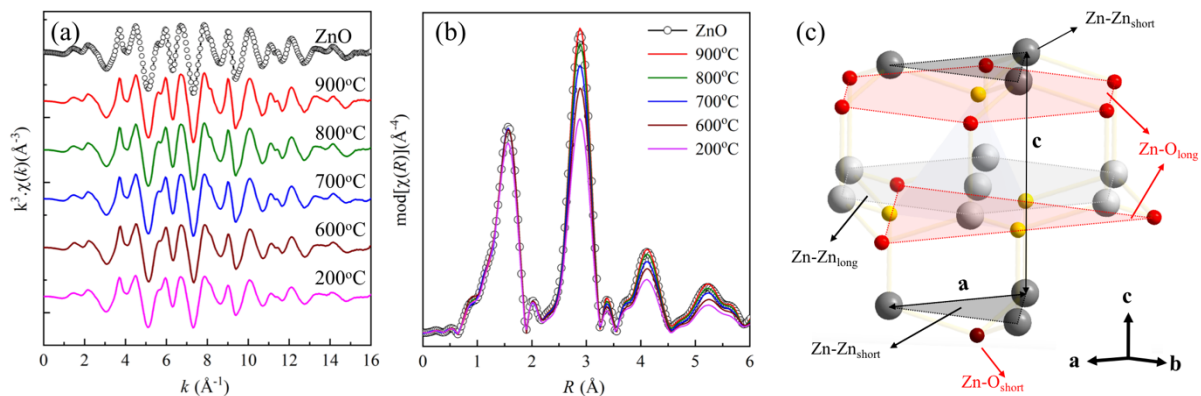 (a)
ZnO
900°C
800°C
700°C
600°C
200°C
k³.χ(k)(Å⁻³)
0 2 4 6 8 10 12 14 16
k (Å⁻¹)
(b)
ZnO
900°C
800°C
700°C
600°C
200°C
mod[χ(R)](Å⁻⁴)
0 1 2 3 4 5 6
R (Å)
(c)
Zn-Zn_short
c
Zn-O_long
Zn-Zn_long
a
Zn-Zn_short
Zn-O_short
c
a b